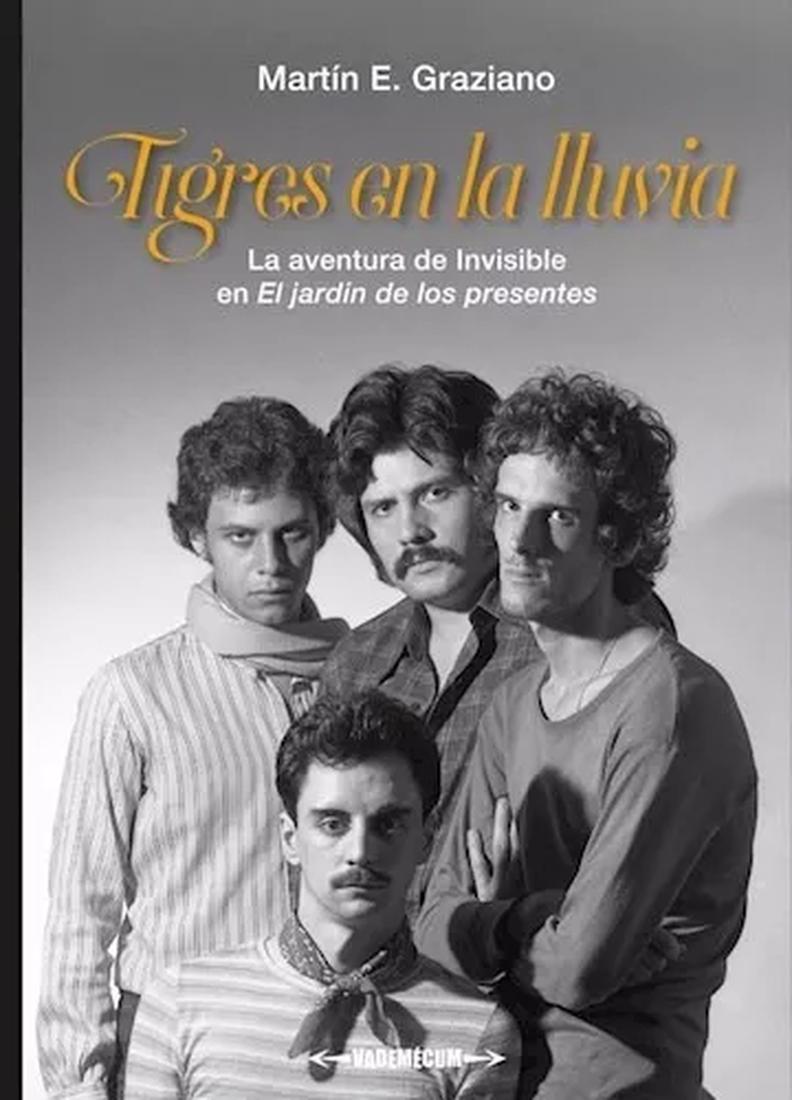 Martín E. Graziano
Tigres en la lluvia
La aventura de Invisible
en El jardín de los presentes
VADEMÉCUM